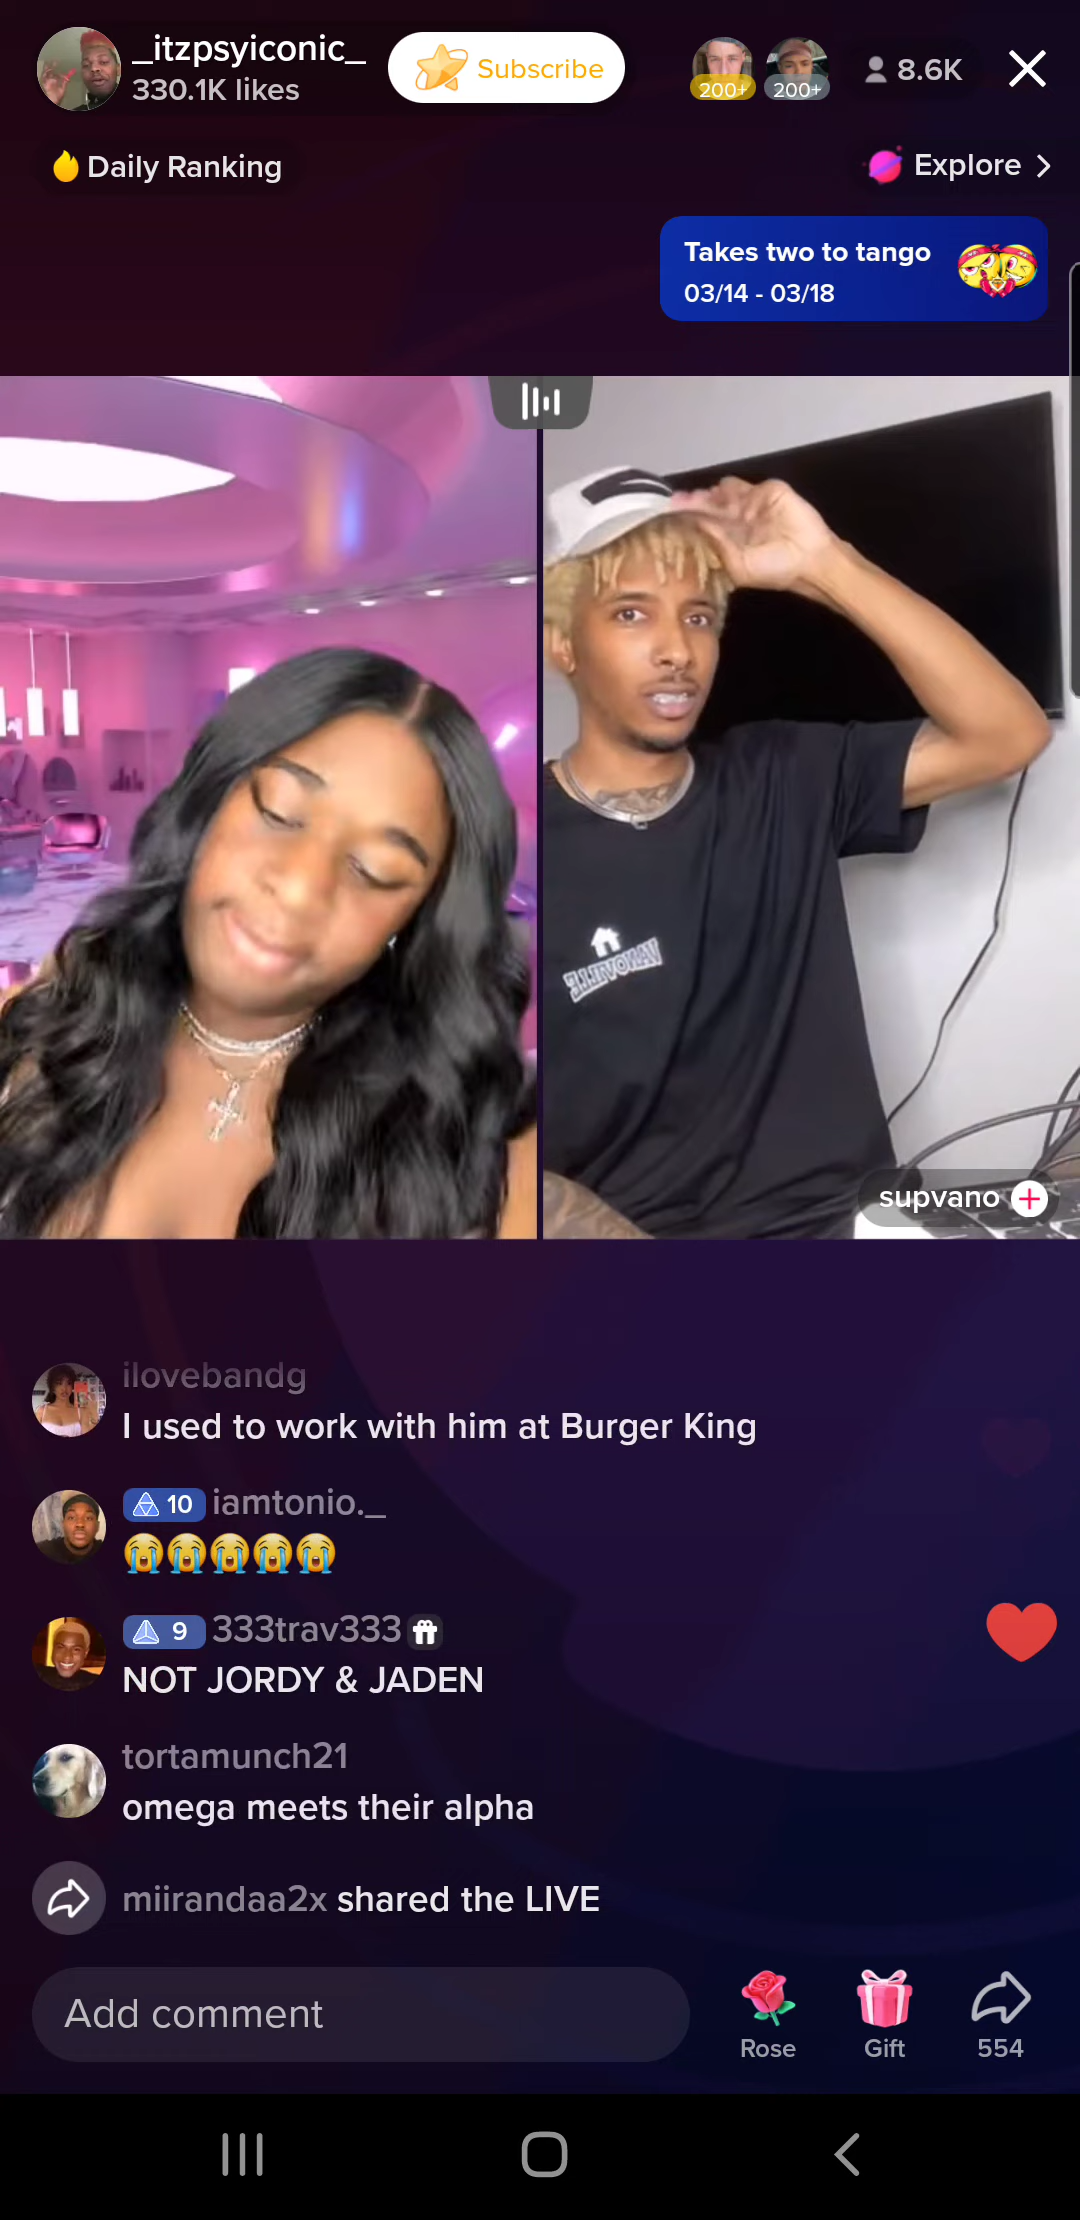 _itzpsyiconic_
330.1K likes
Subscribe
200+
200+
8.6K
Daily Ranking
Explore
Takes two to tango
03/14 - 03/18
VANOVILLE
supvano
ilovebandg
I used to work with him at Burger King
10 iamtonio._
😭😭😭😭😭
9 333trav333
NOT JORDY & JADEN
tortamunch21
omega meets their alpha
miirandaa2x shared the LIVE
Add comment
Rose
Gift
554